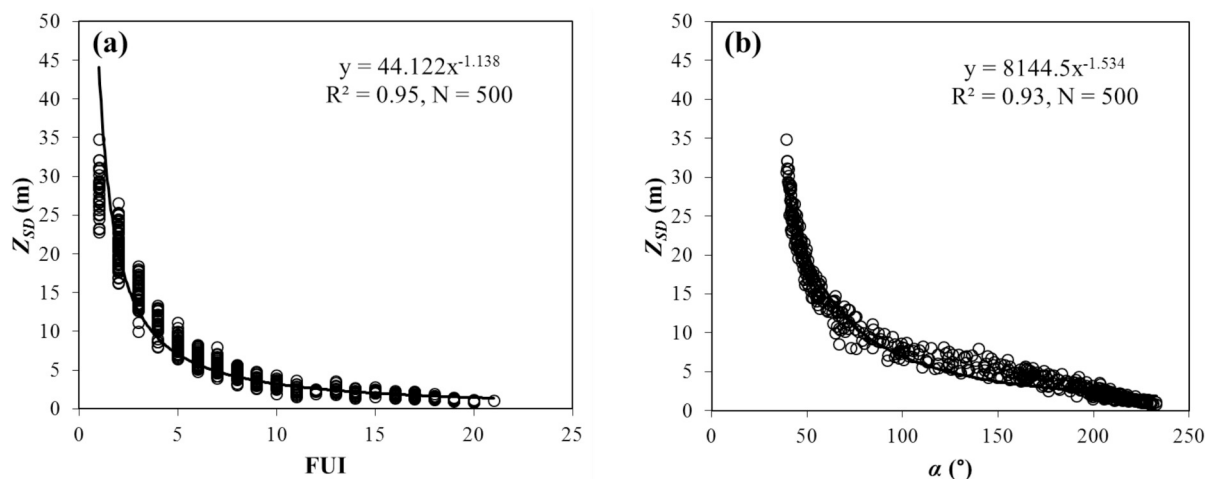 (a)
y = 44.122x^-1.138
R² = 0.95, N = 500
50
45
40
35
30
25
20
15
10
5
0
Z_SD (m)
0 5 10 15 20 25
FUI
(b)
y = 8144.5x^-1.534
R² = 0.93, N = 500
50
45
40
35
30
25
20
15
10
5
0
Z_SD (m)
0 50 100 150 200 250
α (°)